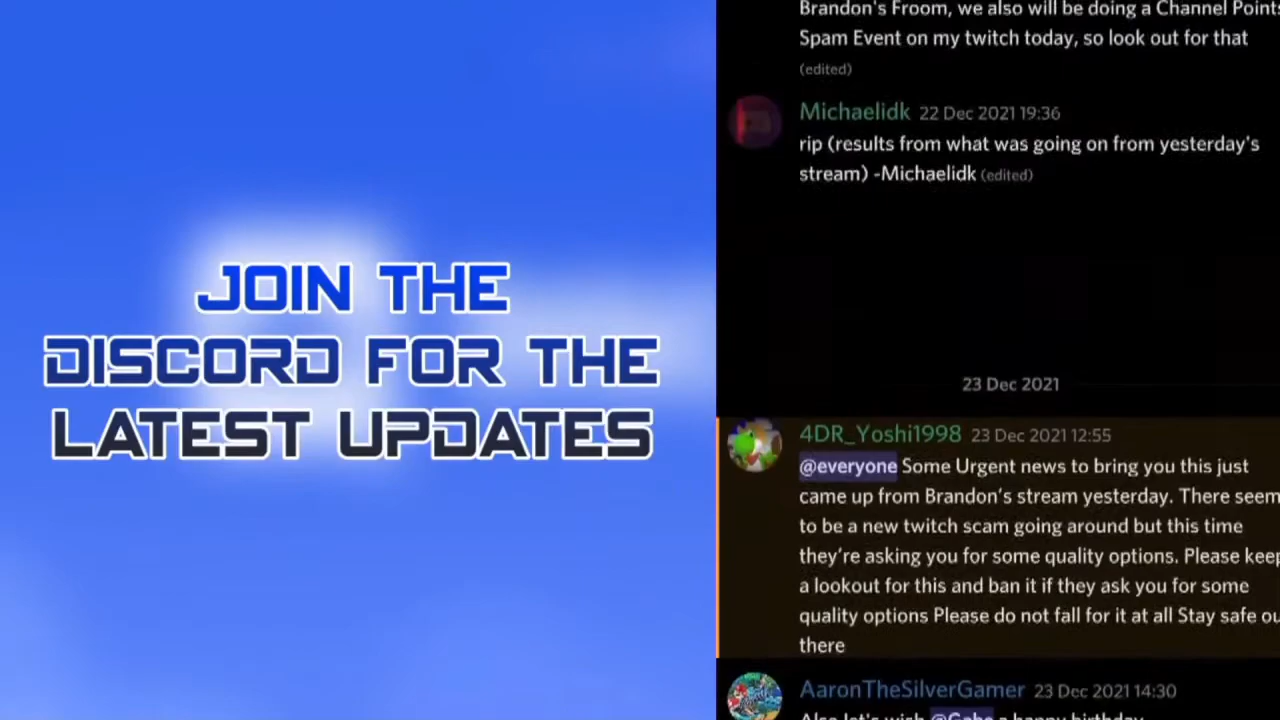 JOIN THE
DISCORD FOR THE
LATEST UPDATES
Brandon's Froom, we also will be doing a Channel Points
Spam Event on my twitch today, so look out for that
(edited)
Michaelidk 22 Dec 2021 19:36
rip (results from what was going on from yesterday's
stream) -Michaelidk (edited)
23 Dec 2021
4DR_Yoshi1998 23 Dec 2021 12:55
@everyone Some Urgent news to bring you this just
came up from Brandon's stream yesterday. There seem
to be a new twitch scam going around but this time
they're asking you for some quality options. Please keep
a lookout for this and ban it if they ask you for some
quality options Please do not fall for it at all Stay safe ou
there
AaronTheSilverGamer 23 Dec 2021 14:30
Also let's wish @Gabe a happy birthday